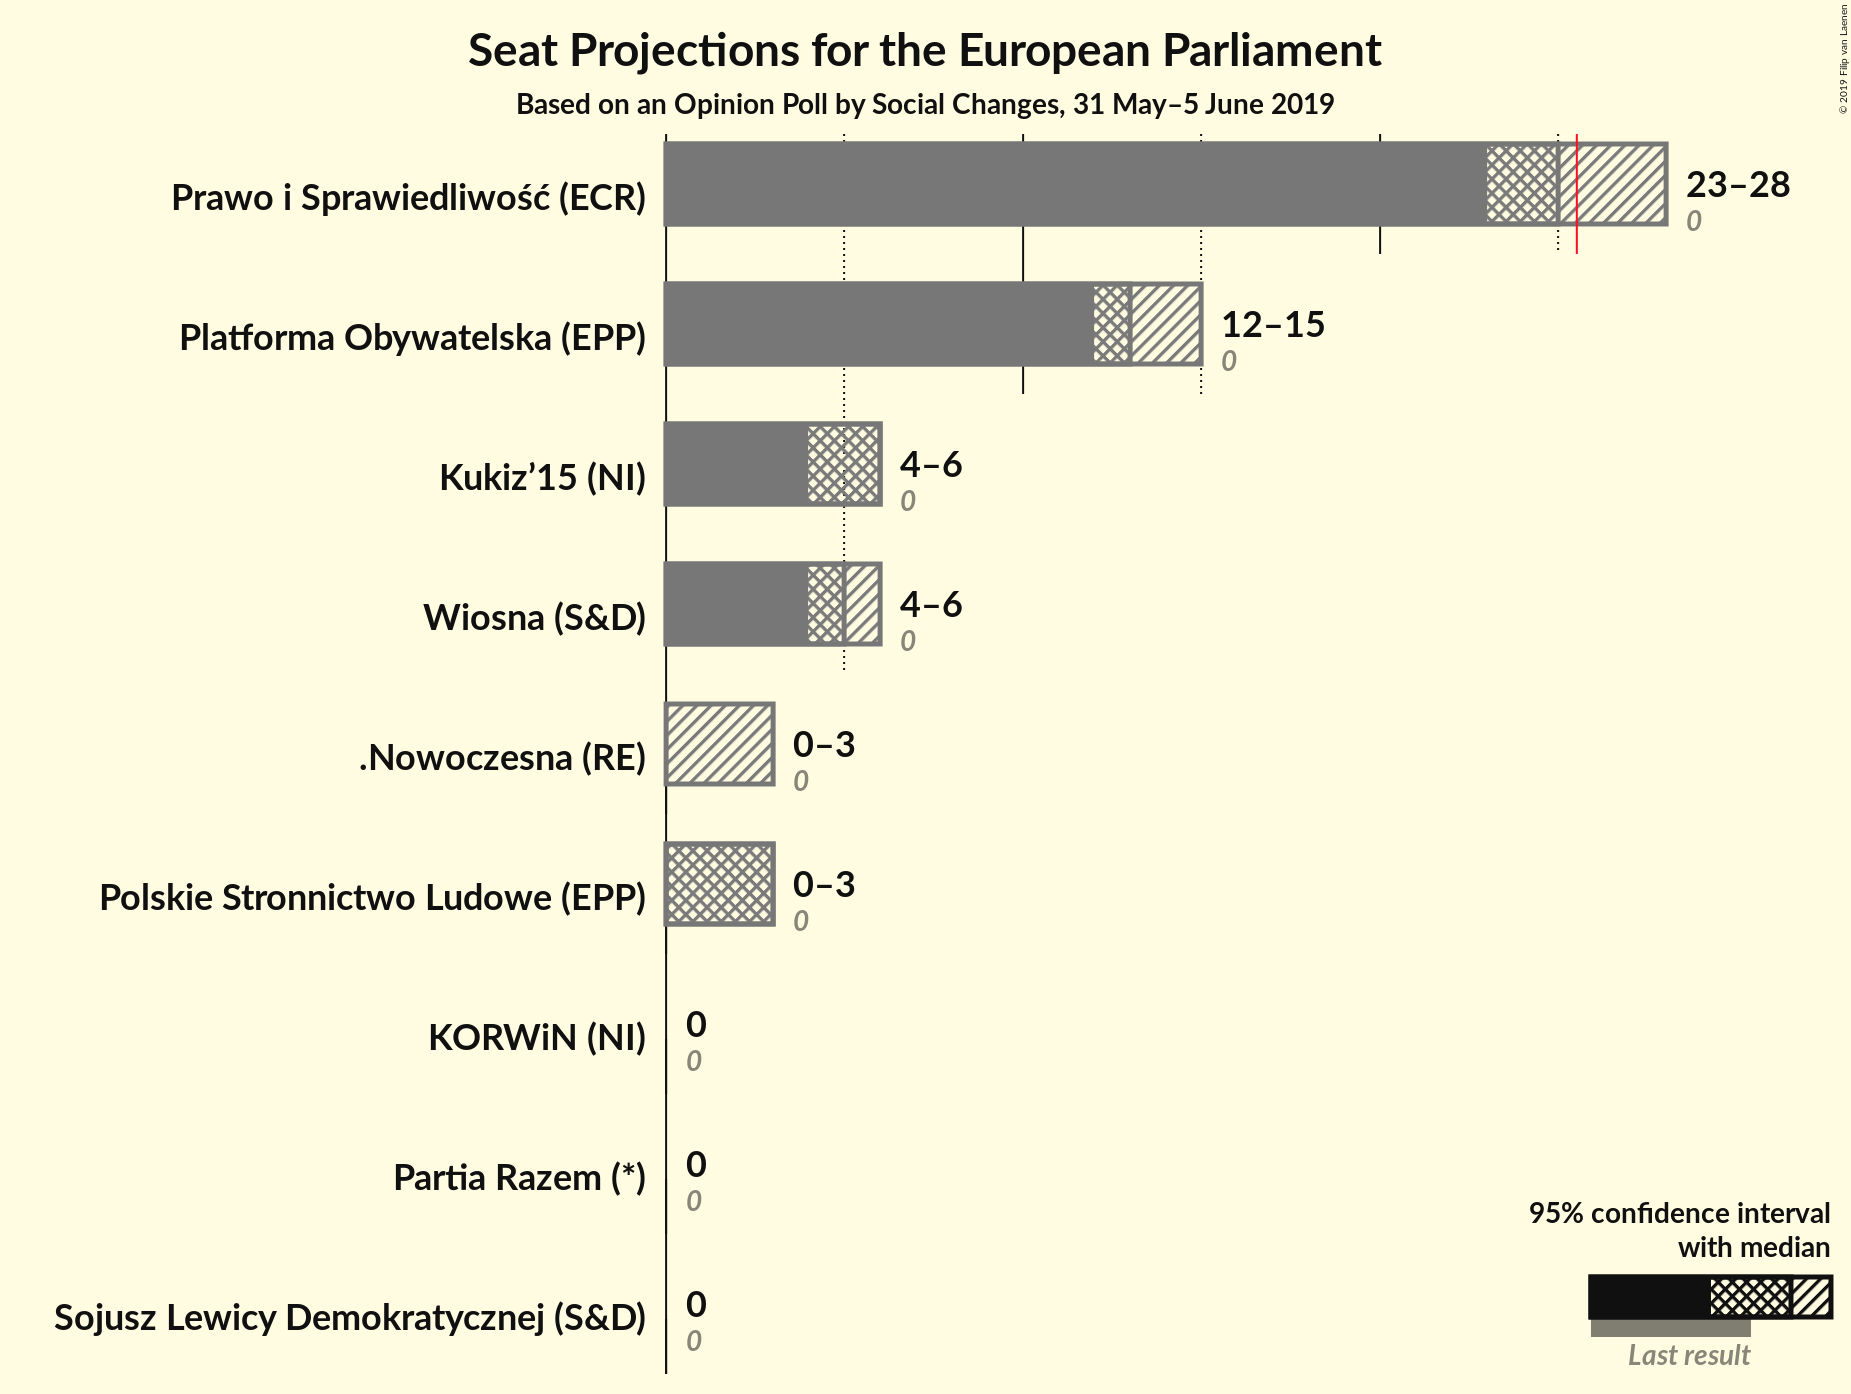 Seat Projections for the European Parliament
Based on an Opinion Poll by Social Changes, 31 May–5 June 2019
© 2019 Filip van Laenen
Prawo i Sprawiedliwość (ECR)
23–28
0
Platforma Obywatelska (EPP)
12–15
0
Kukiz’15 (NI)
4–6
0
Wiosna (S&D)
4–6
0
.Nowoczesna (RE)
0–3
0
Polskie Stronnictwo Ludowe (EPP)
0–3
0
KORWiN (NI)
0
0
Partia Razem (*)
0
0
Sojusz Lewicy Demokratycznej (S&D)
0
0
95% confidence interval
with median
Last result